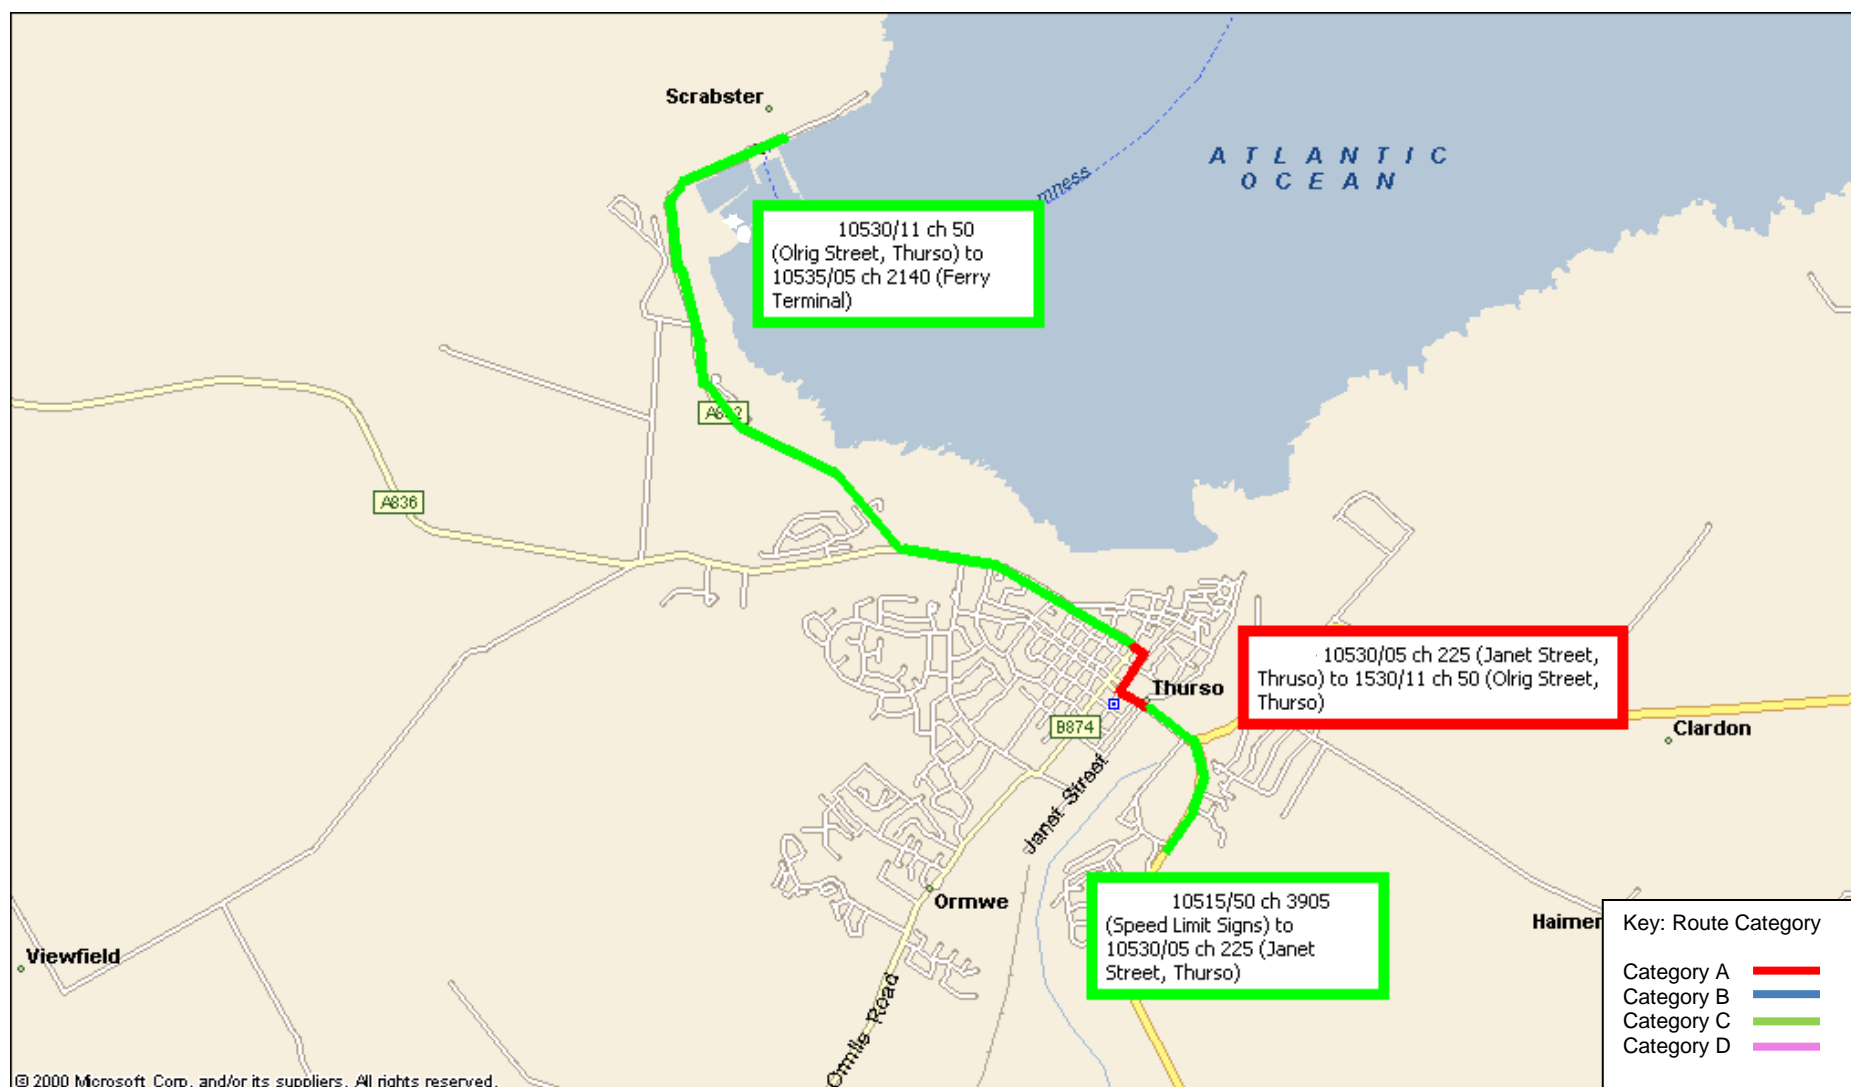 Scrabster
ATLANTIC
OCEAN
mness
10530/11 ch 50
(Olrig Street, Thurso) to
10535/05 ch 2140 (Ferry
Terminal)
A836
10530/05 ch 225 (Janet Street,
Thruso) to 1530/11 ch 50 (Olrig Street,
Thurso)
Thurso
B874
Clardon
Janet Street
10515/50 ch 3905
(Speed Limit Signs) to
10530/05 ch 225 (Janet
Street, Thurso)
Ormwe
Haimer
Viewfield
Ormlie Road
Key: Route Category
Category A
Category B
Category C
Category D
© 2000 Microsoft Corp. and/or its suppliers. All rights reserved.